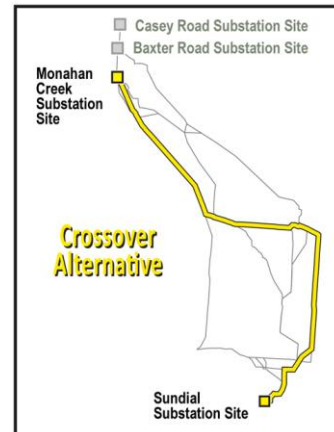 Casey Road Substation Site
Baxter Road Substation Site
Monahan
Creek
Substation
Site
Crossover
Alternative
Sundial
Substation Site